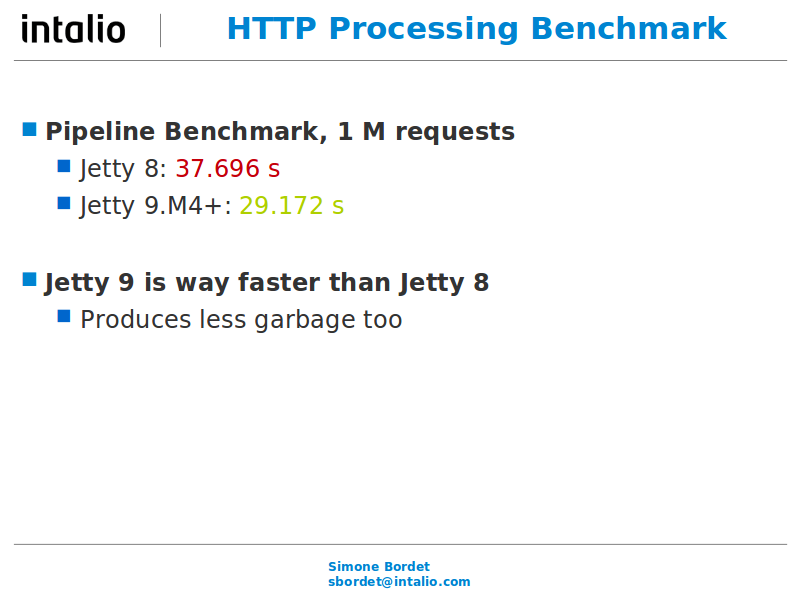 intalio
HTTP Processing Benchmark
Pipeline Benchmark, 1 M requests
Jetty 8: 37.696 s
Jetty 9.M4+: 29.172 s
Jetty 9 is way faster than Jetty 8
Produces less garbage too
Simone Bordet
sbordet@intalio.com